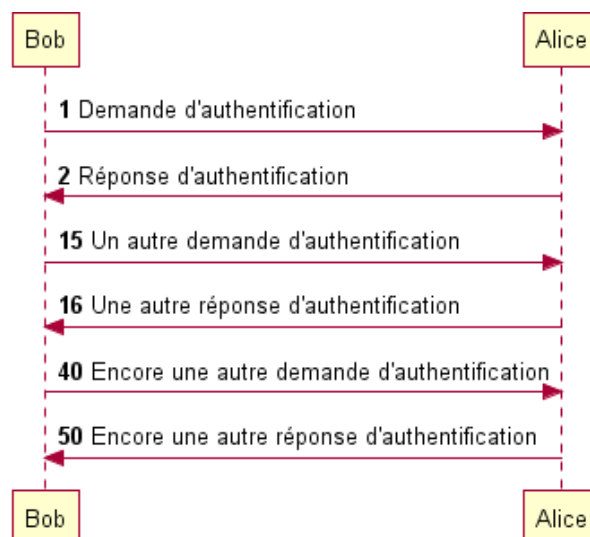 Bob Alice
1 Demande d'authentification
2 Réponse d'authentification
15 Un autre demande d'authentification
16 Une autre réponse d'authentification
40 Encore une autre demande d'authentification
50 Encore une autre réponse d'authentification
Bob Alice